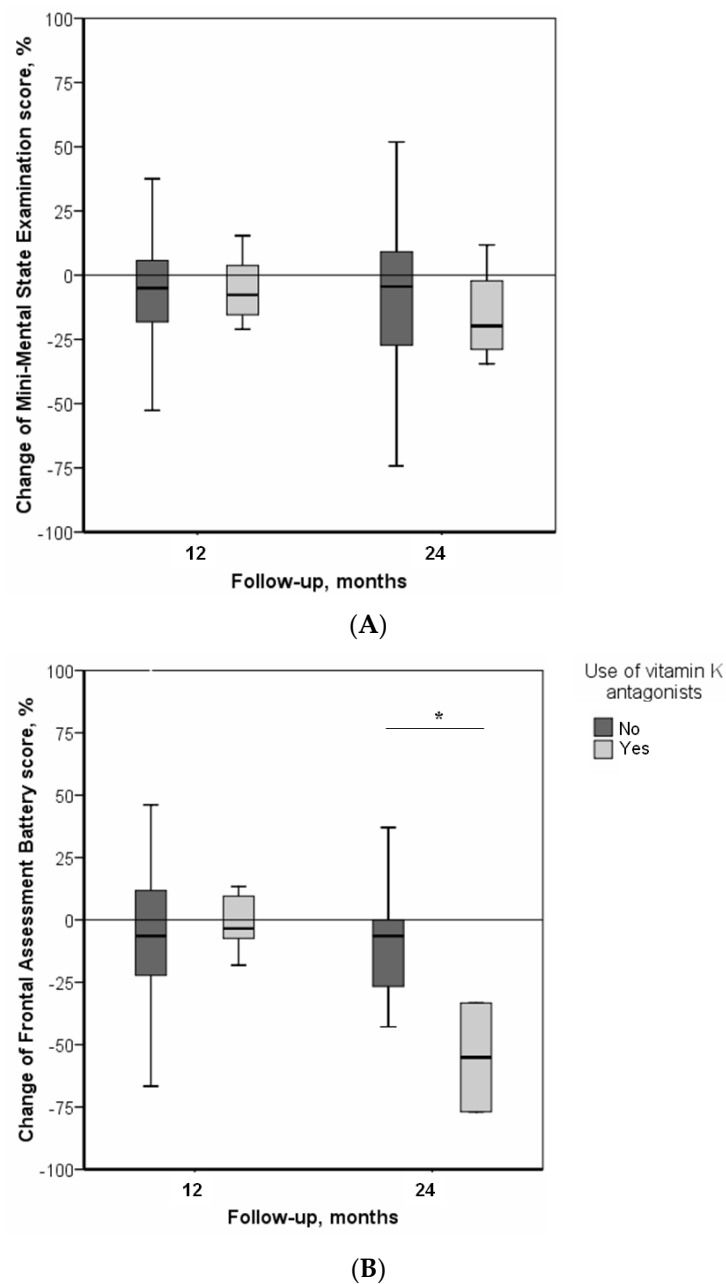 Change of Mini-Mental State Examination score, %
100
75
50
25
0
-25
-50
-75
-100
12
24
Follow-up, months
(A)
Change of Frontal Assessment Battery score, %
100
75
50
25
0
-25
-50
-75
-100
*
12
24
Follow-up, months
Use of vitamin K
antagonists
No
Yes
(B)